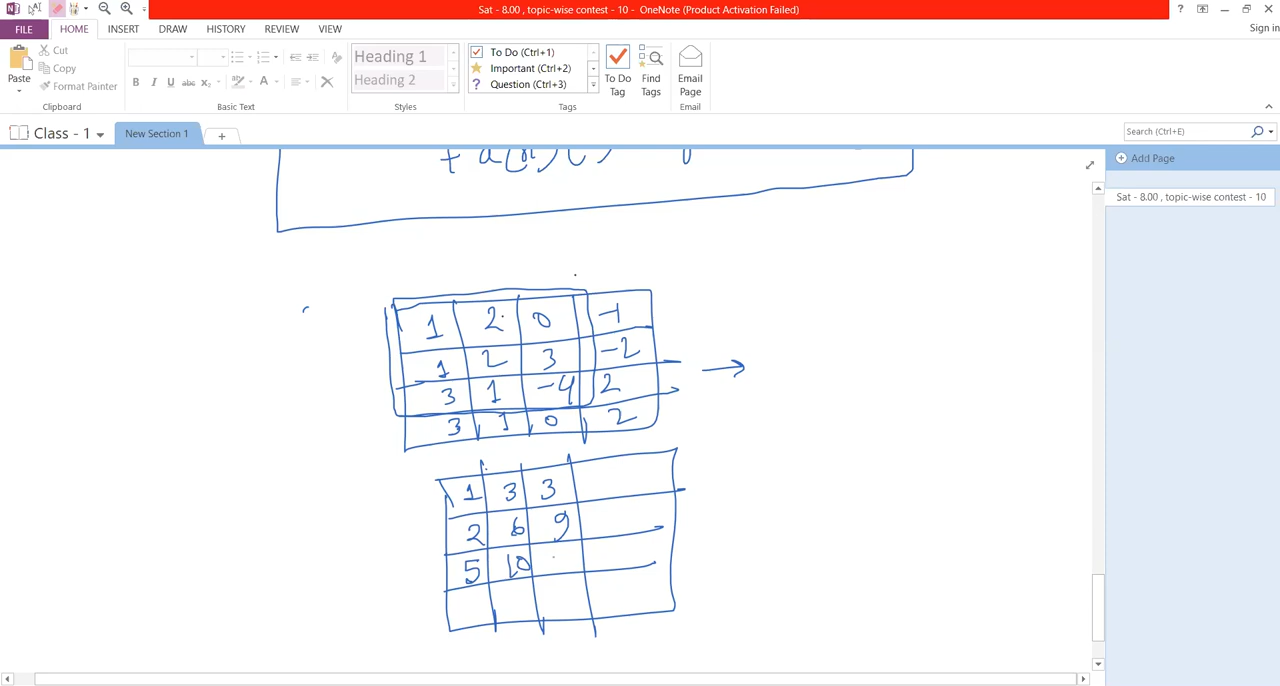 Sat - 8.00 , topic-wise contest - 10 - OneNote (Product Activation Failed)
FILE HOME INSERT DRAW HISTORY REVIEW VIEW Sign in
Paste Cut Copy Format Painter
Clipboard
B I U abc X₂ A
Basic Text
Heading 1
Heading 2
Styles
To Do (Ctrl+1)
Important (Ctrl+2)
? Question (Ctrl+3)
To Do Tag
Find Tags
Tags
Email Page
Email
Class - 1 New Section 1 Search (Ctrl+E)
Add Page
Sat - 8.00 , topic-wise contest - 10
1 2 0 -1
1 2 3 -2
3 1 -4 2
3 1 0 2
1 3 3
2 6 9
5 10